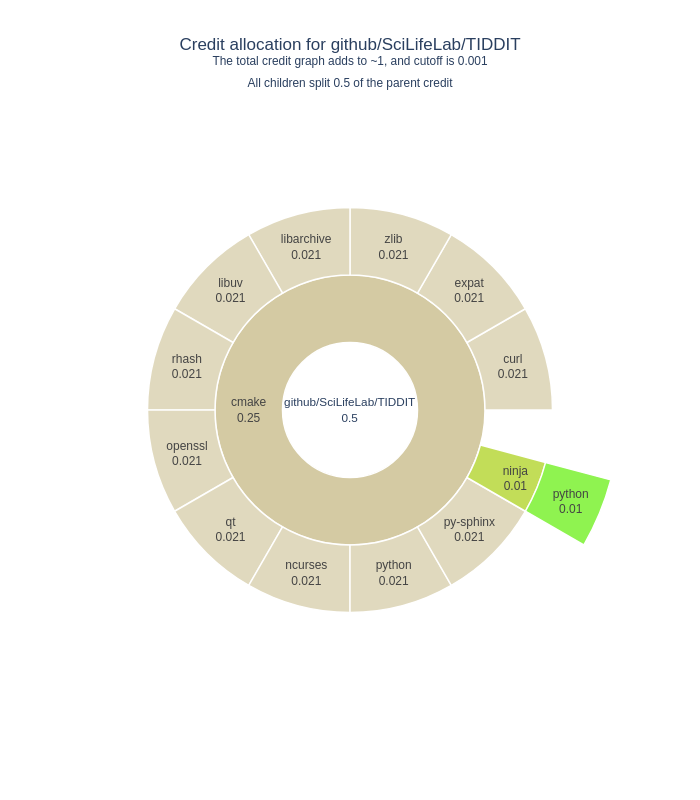 Credit allocation for github/SciLifeLab/TIDDIT
The total credit graph adds to ~1, and cutoff is 0.001
All children split 0.5 of the parent credit
libarchive
0.021
zlib
0.021
libuv
0.021
expat
0.021
rhash
0.021
curl
0.021
cmake
0.25
github/SciLifeLab/TIDDIT
0.5
openssl
0.021
ninja
0.01
python
0.01
qt
0.021
py-sphinx
0.021
ncurses
0.021
python
0.021